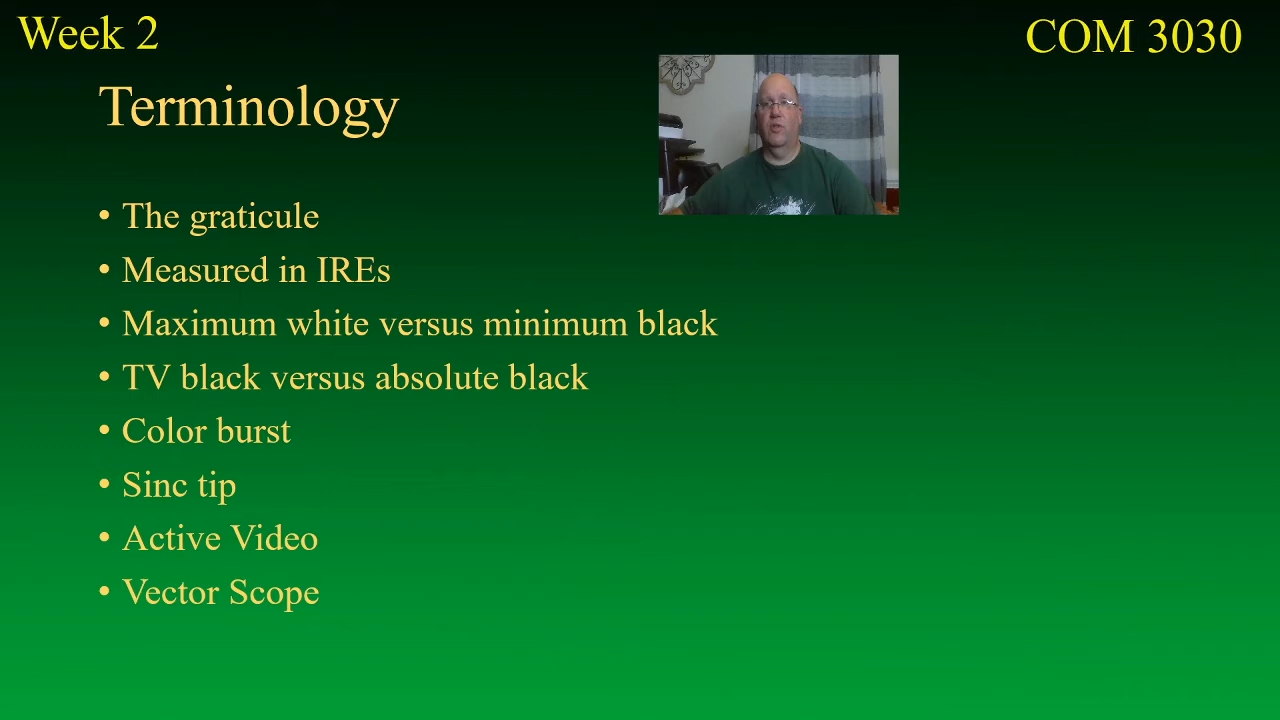 Week 2
COM 3030
Terminology
• The graticule
• Measured in IREs
• Maximum white versus minimum black
• TV black versus absolute black
• Color burst
• Sinc tip
• Active Video
• Vector Scope